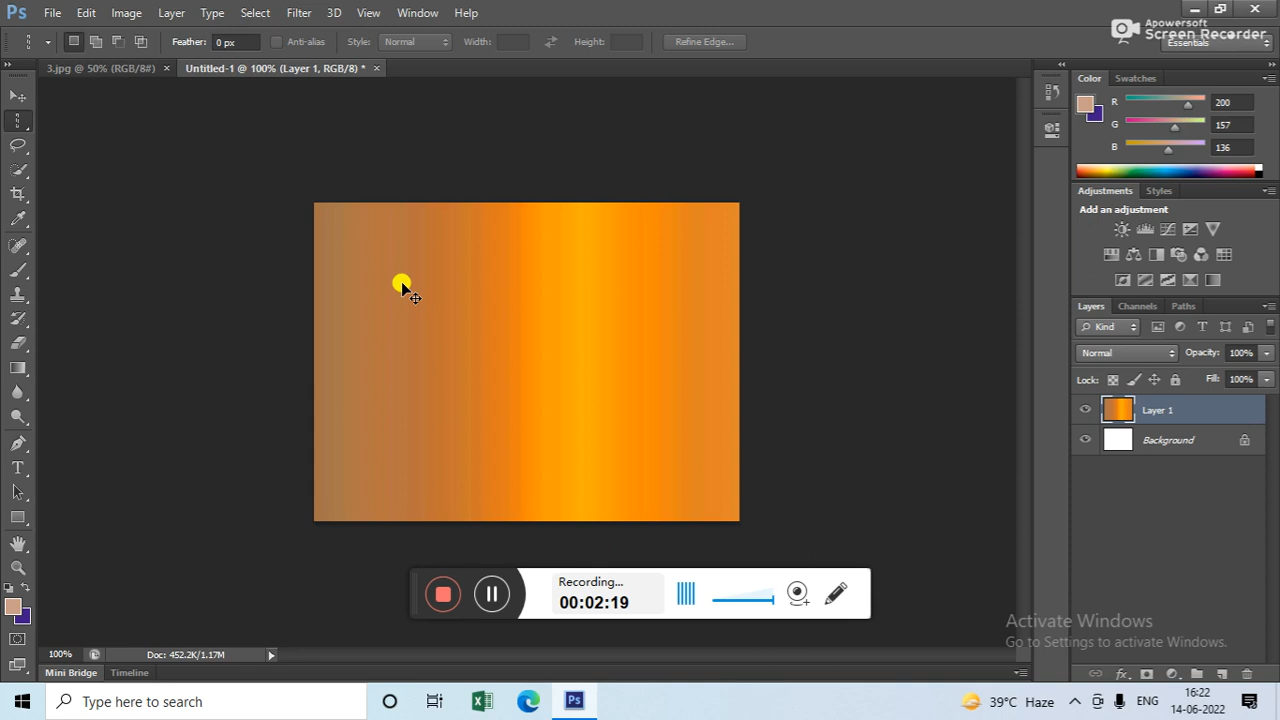 Ps File Edit Image Layer Type Select Filter 3D View Window Help
Apowersoft
Screen Recorder
Feather: 0 px Anti-alias Style: Normal Width: Height: Refine Edge... Essentials
3.jpg @ 50% (RGB/8#) × Untitled-1 @ 100% (Layer 1, RGB/8) * ×
Color Swatches
R 200
G 157
B 136
Adjustments Styles
Add an adjustment
Layers Channels Paths
Kind
Normal Opacity: 100%
Lock: Fill: 100%
Layer 1
Background
Recording...
00:02:19
Activate Windows
Go to Settings to activate Windows.
100% Doc: 452.2K/1.17M
Mini Bridge Timeline
Type here to search
Ps
39°C Haze
ENG
16:22
14-06-2022